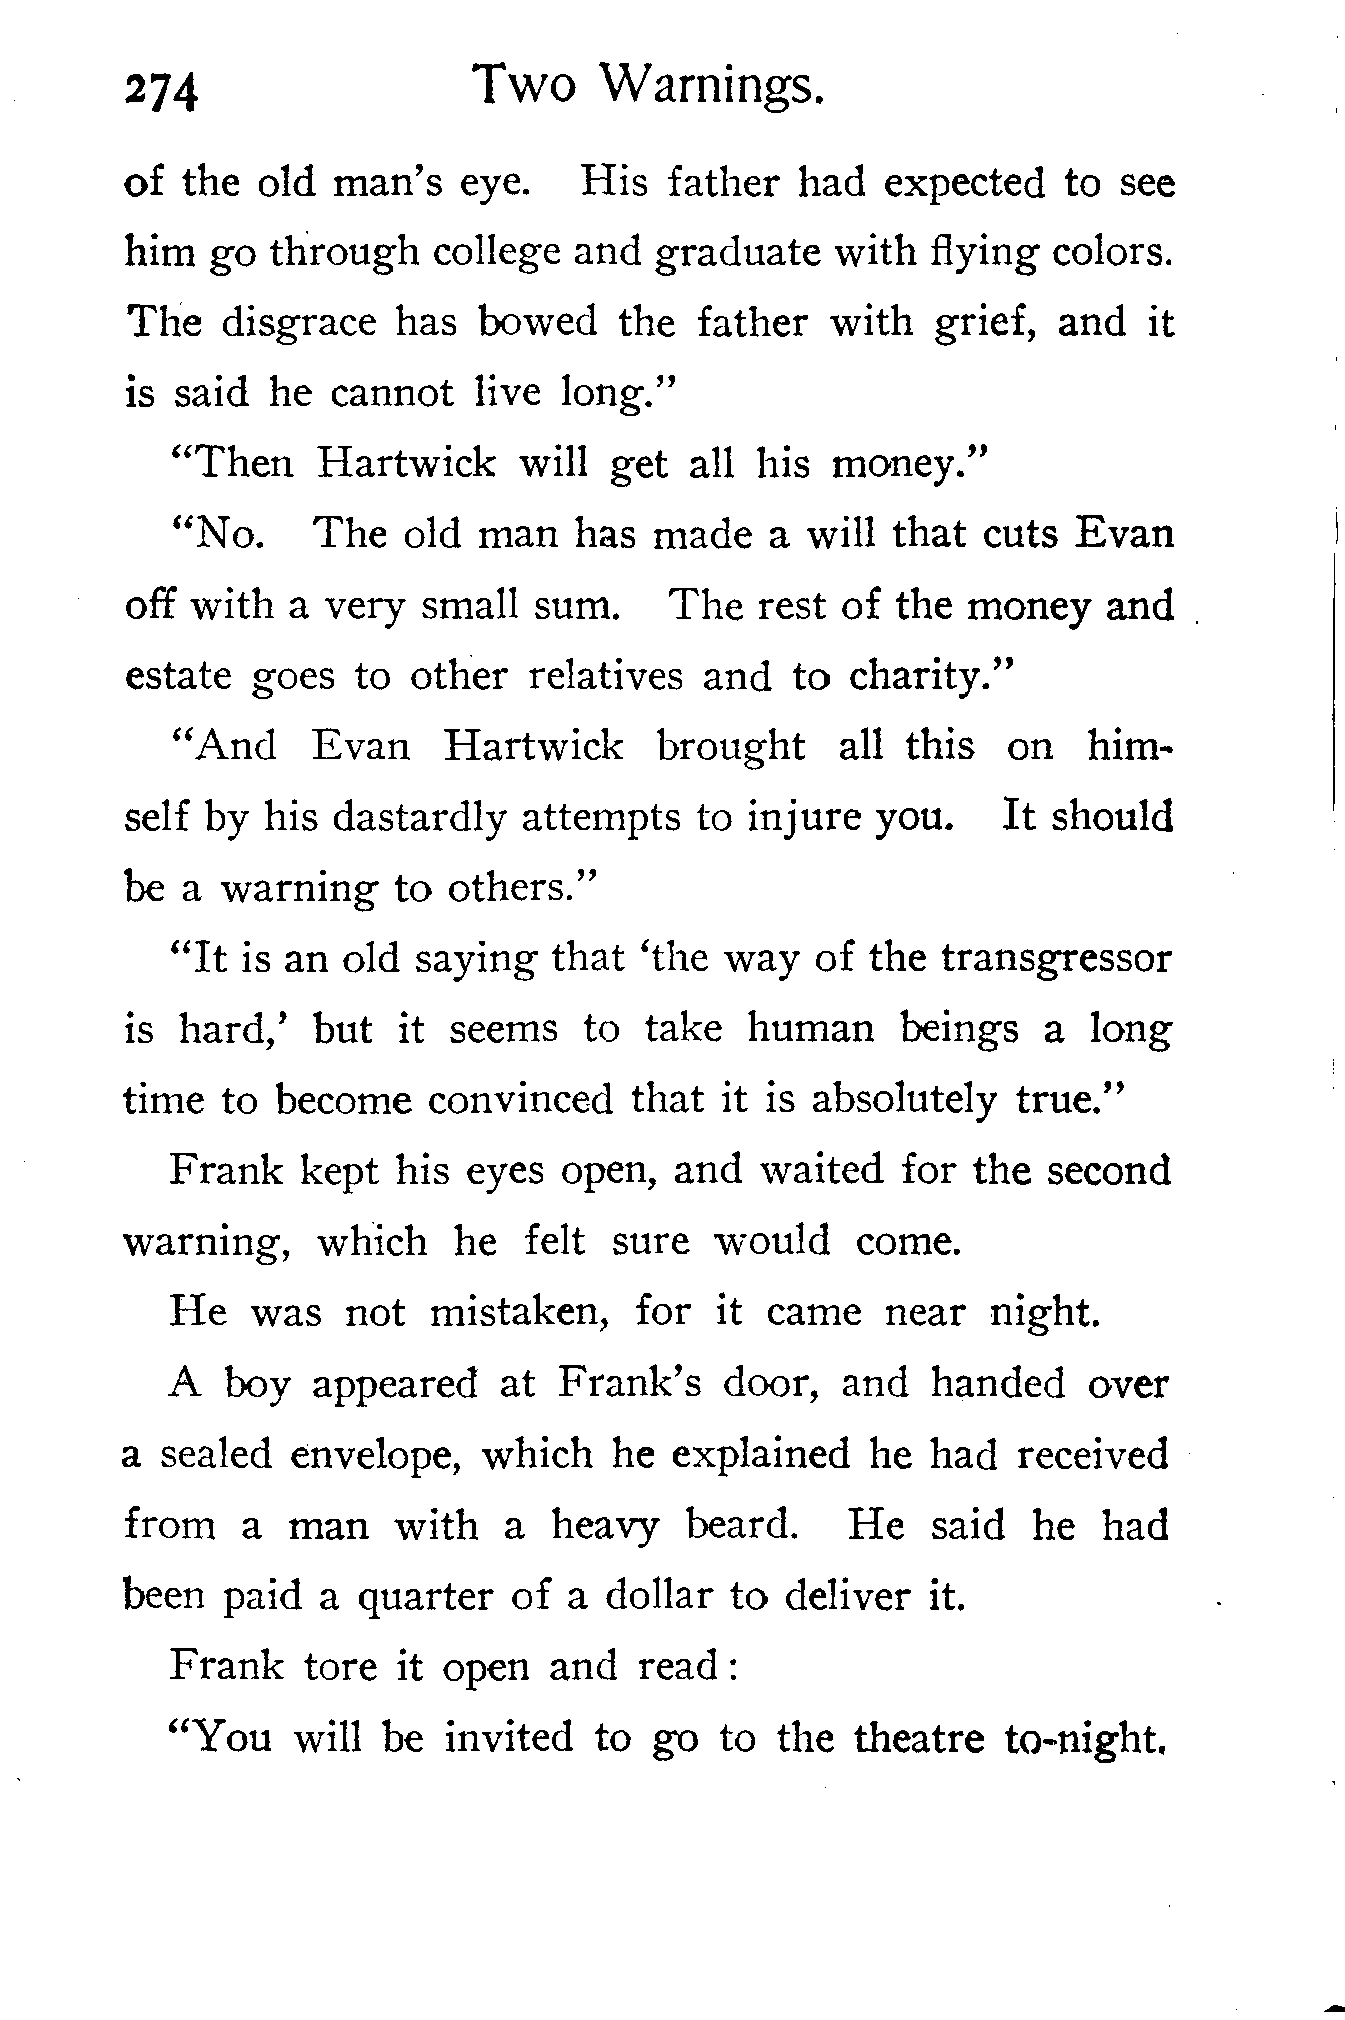 274 Two Warnings.
of the old man's eye. His father had expected to see
him go through college and graduate with flying colors.
The disgrace has bowed the father with grief, and it
is said he cannot live long."
"Then Hartwick will get all his money."
"No. The old man has made a will that cuts Evan
off with a very small sum. The rest of the money and
estate goes to other relatives and to charity."
"And Evan Hartwick brought all this on him-
self by his dastardly attempts to injure you. It should
be a warning to others."
"It is an old saying that 'the way of the transgressor
is hard,' but it seems to take human beings a long
time to become convinced that it is absolutely true."
Frank kept his eyes open, and waited for the second
warning, which he felt sure would come.
He was not mistaken, for it came near night.
A boy appeared at Frank's door, and handed over
a sealed envelope, which he explained he had received
from a man with a heavy beard. He said he had
been paid a quarter of a dollar to deliver it.
Frank tore it open and read :
"You will be invited to go to the theatre to-night.